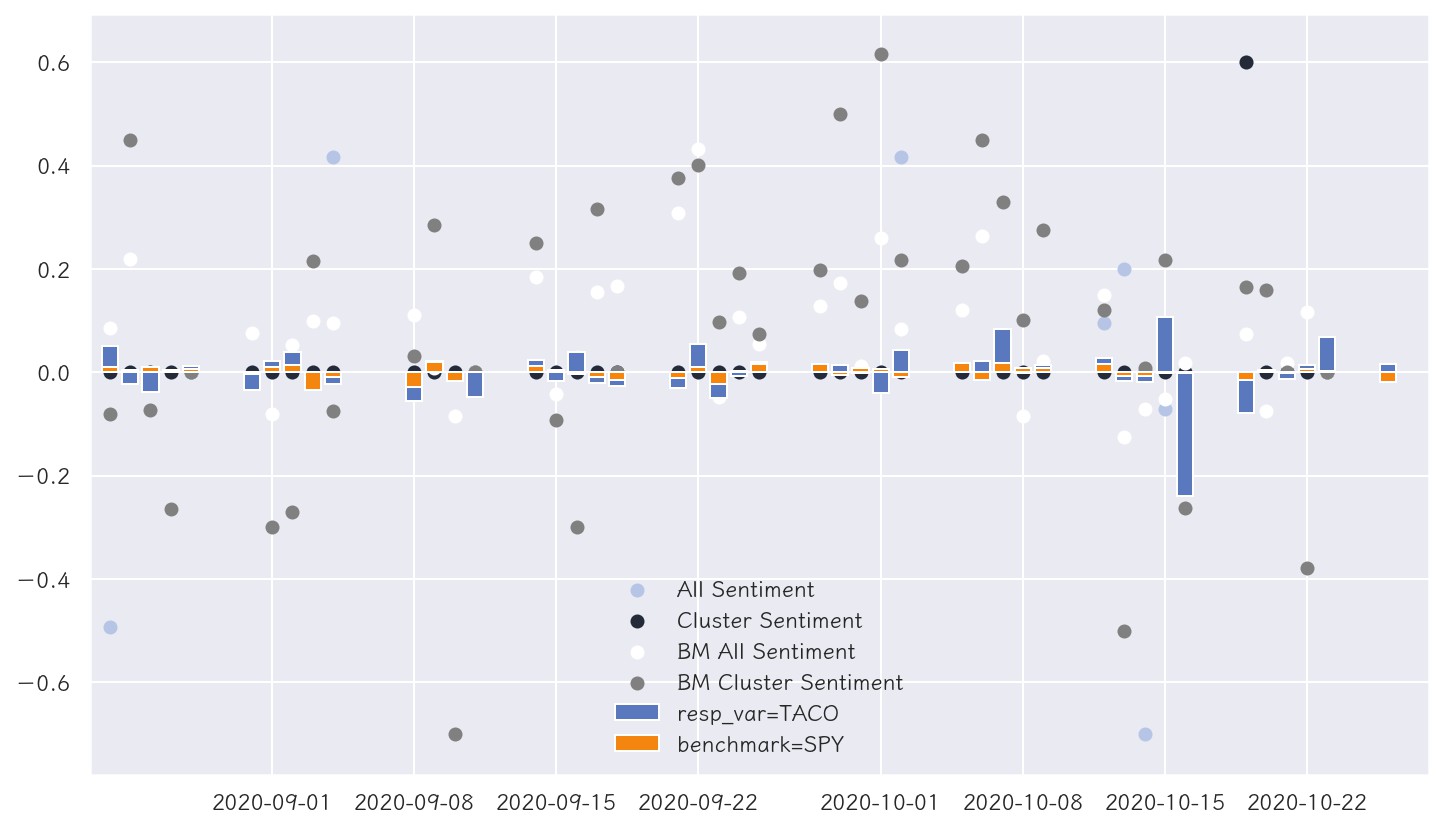 0.6
0.4
0.2
0.0
−0.2
−0.4
−0.6
All Sentiment
Cluster Sentiment
BM All Sentiment
BM Cluster Sentiment
resp_var=TACO
benchmark=SPY
2020-09-01 2020-09-08 2020-09-15 2020-09-22 2020-10-01 2020-10-08 2020-10-15 2020-10-22